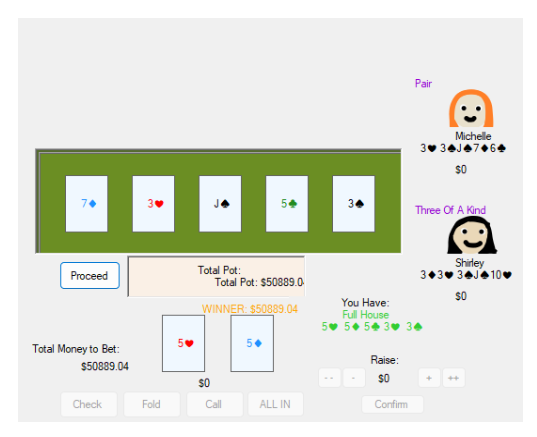 Pair
Michelle
3♥ 3♠ J♠ 7♦ 6♠
$0
7♦ 3♥ J♠ 5♣ 3♠
Three Of A Kind
Shirley
3♦ 3♥ 3♠ J♠ 10♥
$0
Proceed
Total Pot:
Total Pot: $50889.04
WINNER: $50889.04
You Have:
Full House
5♥ 5♦ 5♣ 3♥ 3♠
5♥ 5♦
Total Money to Bet:
$50889.04
$0
Raise:
-- - $0 + ++
Check Fold Call ALL IN Confirm